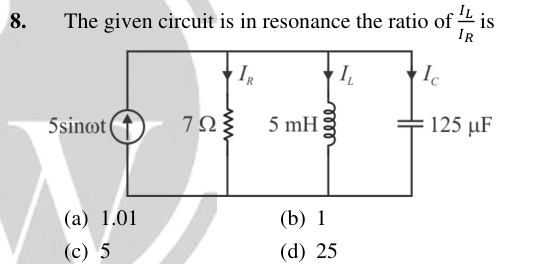 8. The given circuit is in resonance the ratio of I_L/I_R is
I_R I_L I_C
5sinωt 7 Ω 5 mH 125 μF
(a) 1.01 (b) 1
(c) 5 (d) 25